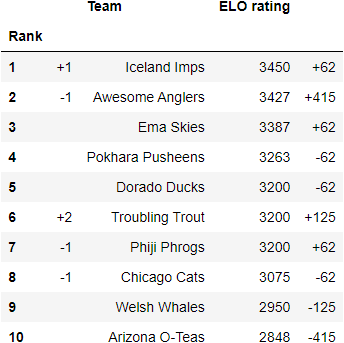 Team ELO rating
Rank
1 +1 Iceland Imps 3450 +62
2 -1 Awesome Anglers 3427 +415
3 Ema Skies 3387 +62
4 Pokhara Pusheens 3263 -62
5 Dorado Ducks 3200 -62
6 +2 Troubling Trout 3200 +125
7 -1 Phiji Phrogs 3200 +62
8 -1 Chicago Cats 3075 -62
9 Welsh Whales 2950 -125
10 Arizona O-Teas 2848 -415